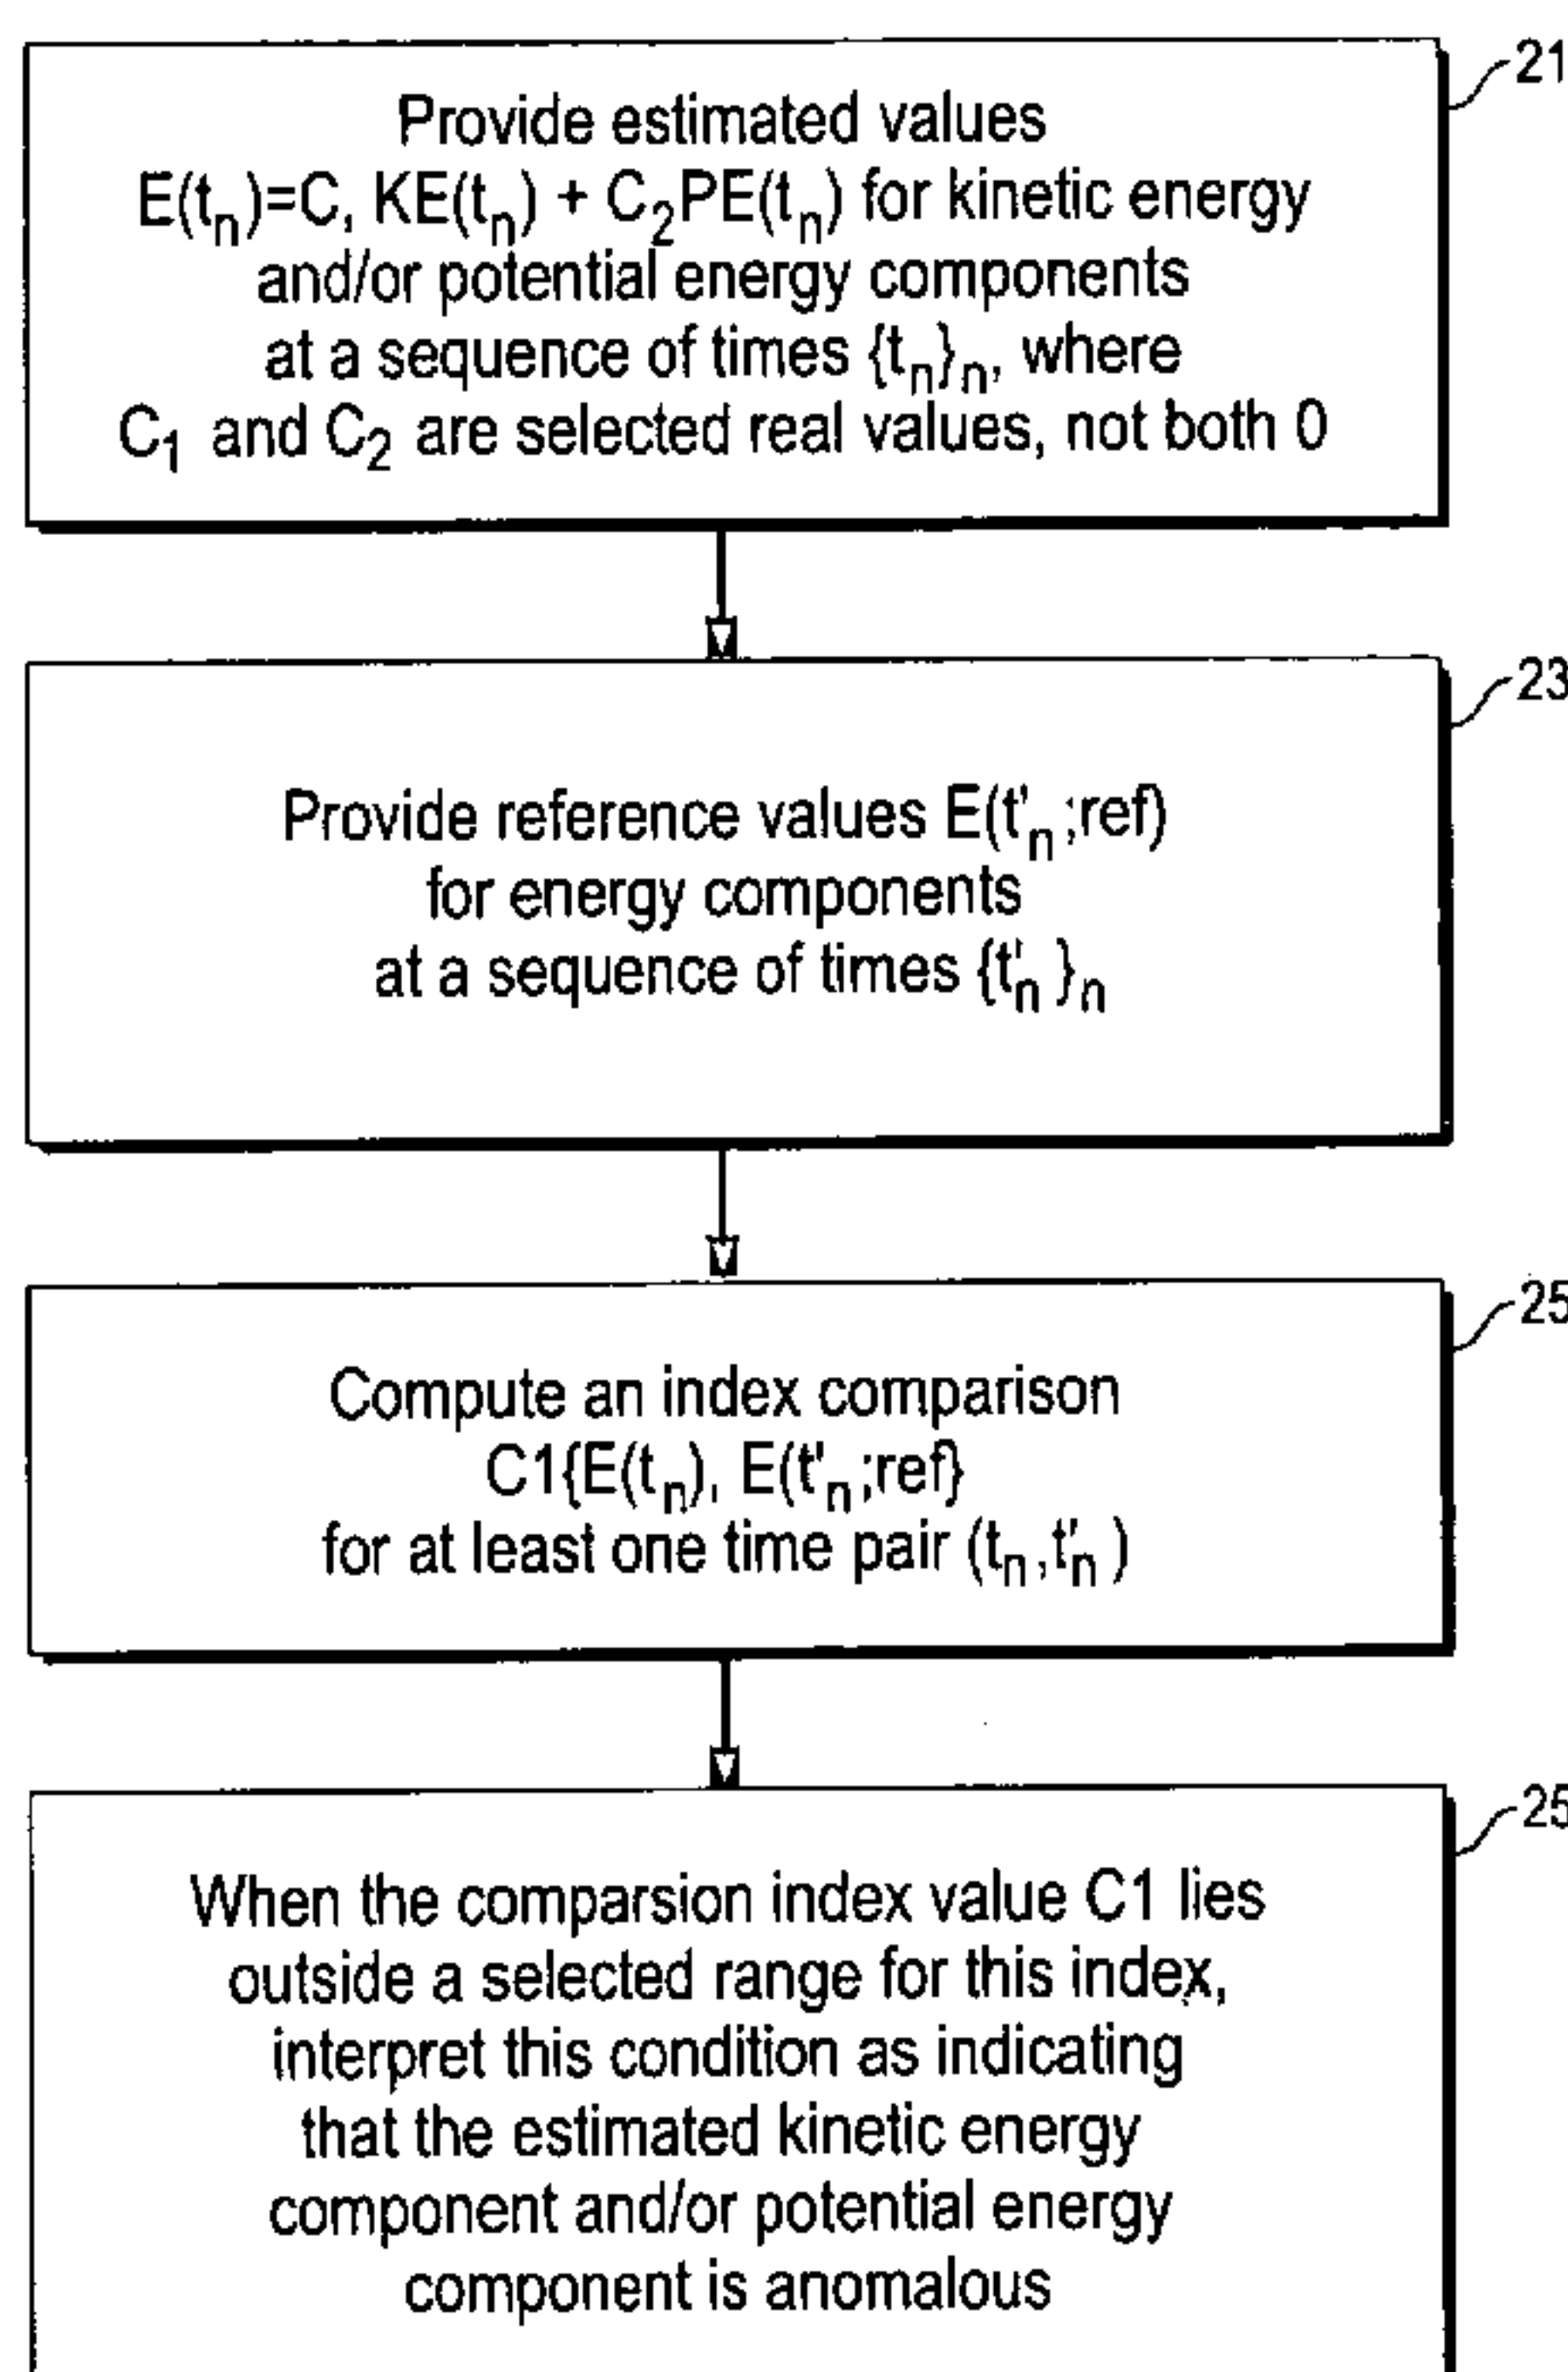 21
Provide estimated values
E(tₙ)=C, KE(tₙ) + C₂PE(tₙ) for kinetic energy
and/or potential energy components
at a sequence of times {tₙ}ₙ, where
C₁ and C₂ are selected real values, not both 0
23
Provide reference values E(t'ₙ;ref)
for energy components
at a sequence of times {t'ₙ}ₙ
25
Compute an index comparison
C1{E(tₙ), E(t'ₙ;ref}
for at least one time pair (tₙ,t'ₙ)
25
When the comparsion index value C1 lies
outside a selected range for this index,
interpret this condition as indicating
that the estimated kinetic energy
component and/or potential energy
component is anomalous